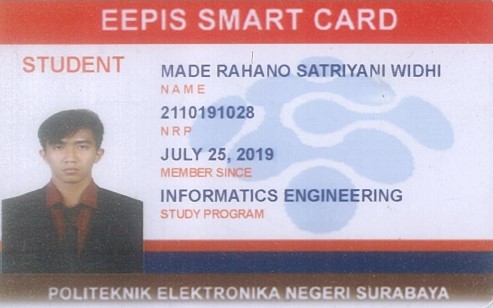 EEPIS SMART CARD
STUDENT
MADE RAHANO SATRIYANI WIDHI
NAME
2110191028
NRP
JULY 25, 2019
MEMBER SINCE
INFORMATICS ENGINEERING
STUDY PROGRAM
POLITEKNIK ELEKTRONIKA NEGERI SURABAYA